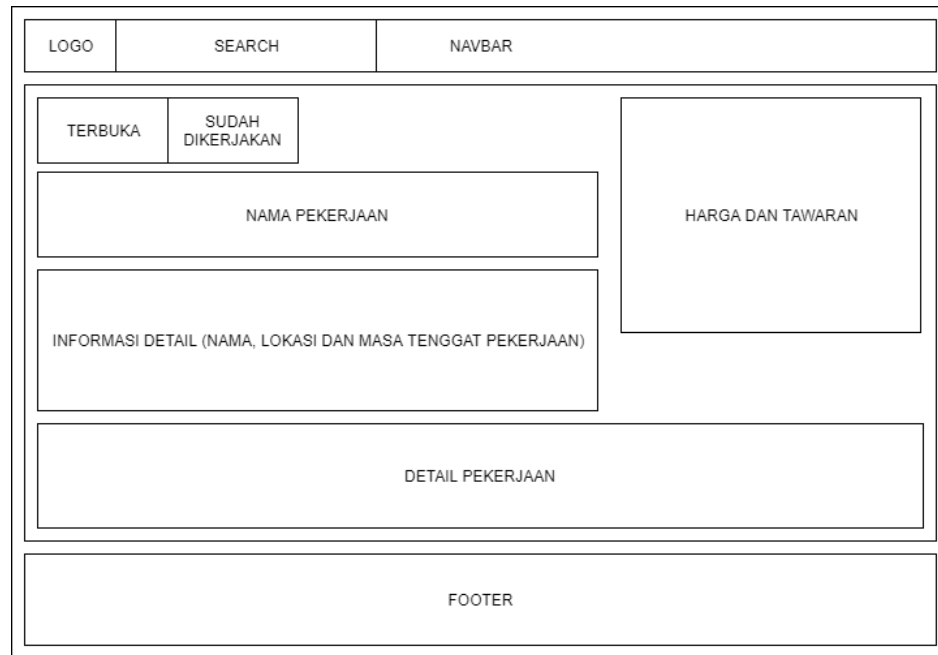 LOGO
SEARCH
NAVBAR
TERBUKA
SUDAH
DIKERJAKAN
NAMA PEKERJAAN
HARGA DAN TAWARAN
INFORMASI DETAIL (NAMA, LOKASI DAN MASA TENGGAT PEKERJAAN)
DETAIL PEKERJAAN
FOOTER